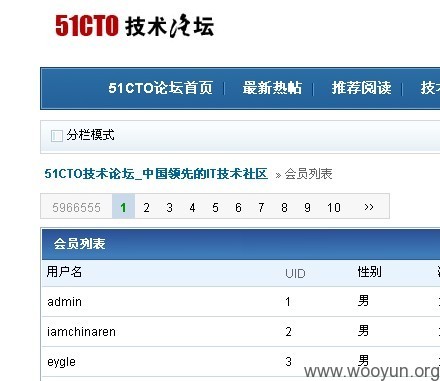 51CTO 技术论坛
51CTO论坛首页 最新热帖 推荐阅读
分栏模式
51CTO技术论坛_中国领先的IT技术社区 » 会员列表
5966555 1 2 3 4 5 6 7 8 9 10 >>
会员列表
用户名 UID 性别
admin 1 男
iamchinaren 2 男
eygle 3 男
www.wooyun.org